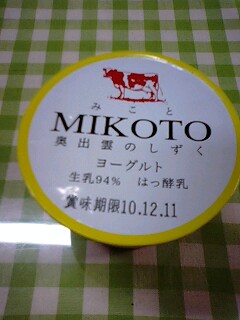 みこと
MIKOTO
奥出雲のしずく
ヨーグルト
生乳94% はっ酵乳
賞味期限10.12.11